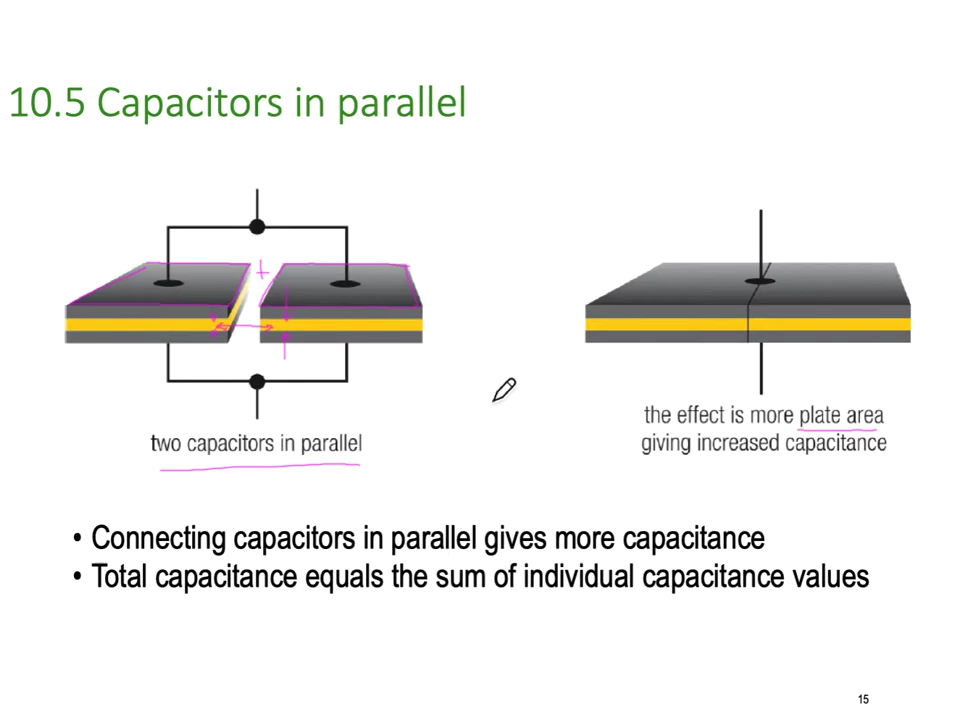 10.5 Capacitors in parallel
two capacitors in parallel
the effect is more plate area
giving increased capacitance
• Connecting capacitors in parallel gives more capacitance
• Total capacitance equals the sum of individual capacitance values
15